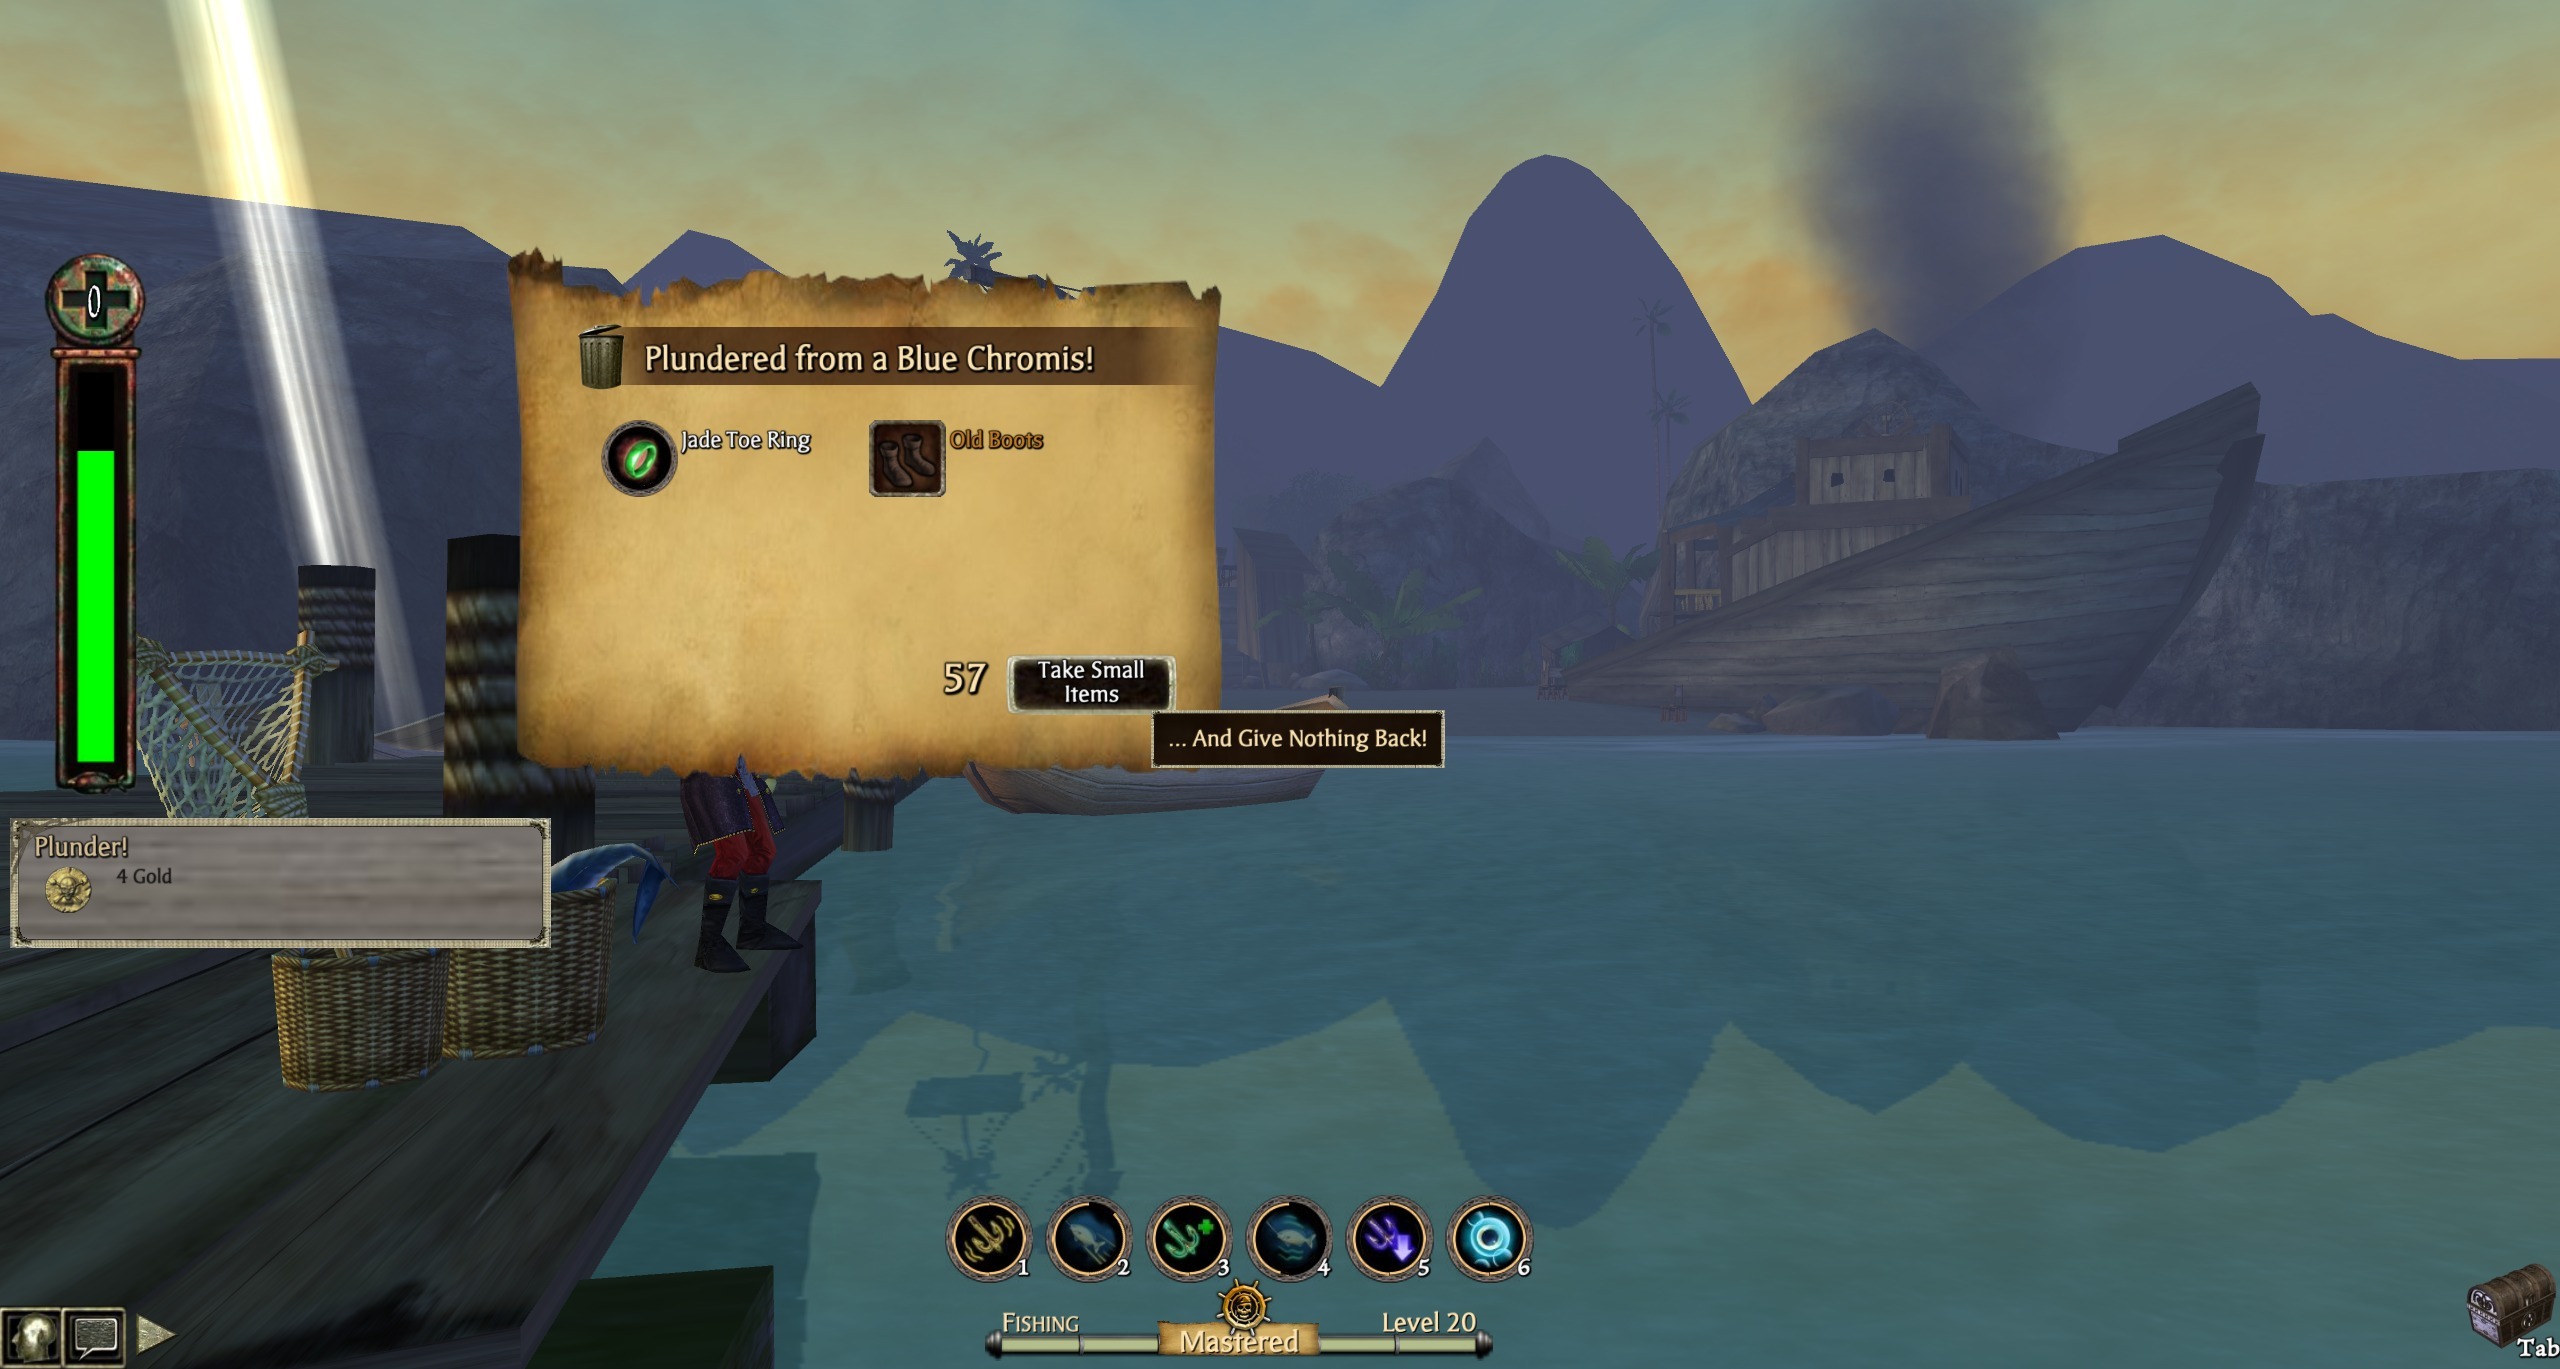 0
Plundered from a Blue Chromis!
Jade Toe Ring
Old Boots
57
Take Small
Items
... And Give Nothing Back!
Plunder!
4 Gold
1
2
3
4
5
6
FISHING
Level 20
Mastered
Tab